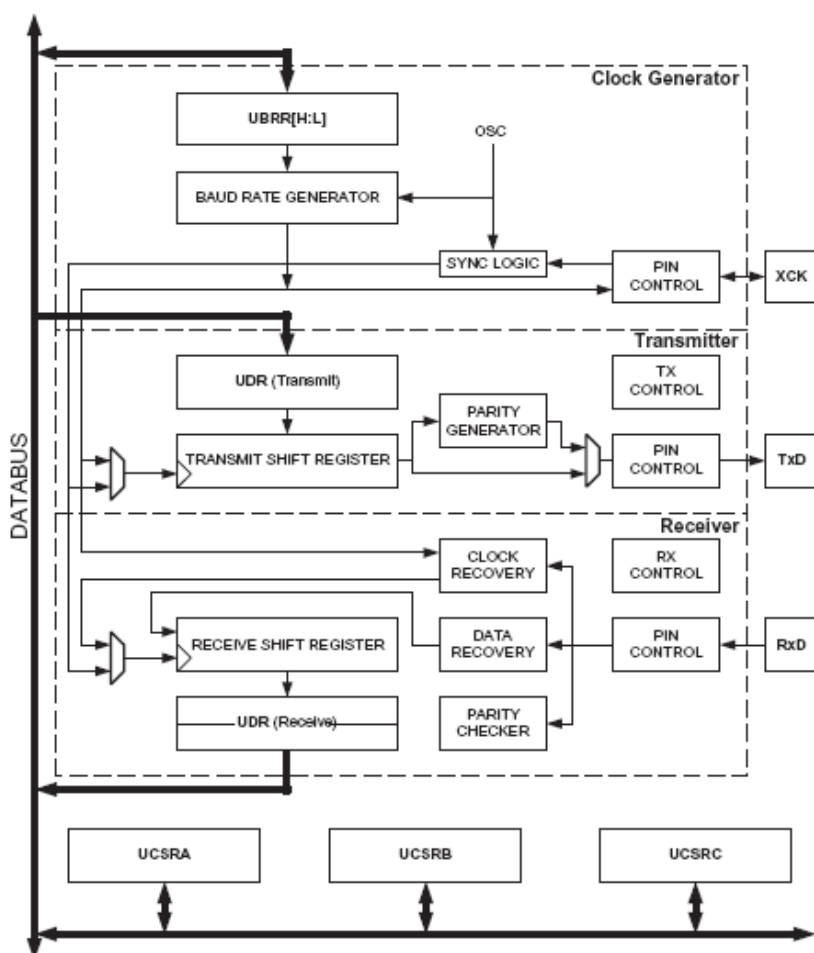 Clock Generator
UBRR[H:L]
OSC
BAUD RATE GENERATOR
SYNC LOGIC
PIN
CONTROL
XCK
Transmitter
UDR (Transmit)
TX
CONTROL
PARITY
GENERATOR
TRANSMIT SHIFT REGISTER
PIN
CONTROL
TxD
DATABUS
Receiver
CLOCK
RECOVERY
RX
CONTROL
RECEIVE SHIFT REGISTER
DATA
RECOVERY
PIN
CONTROL
RxD
UDR (Receive)
PARITY
CHECKER
UCSRA
UCSRB
UCSRC